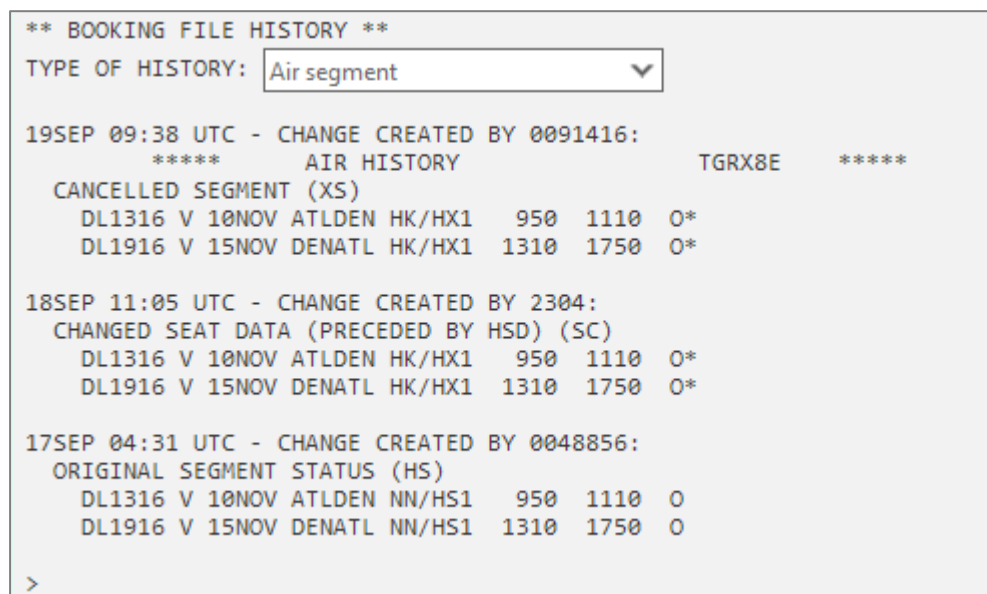 ** BOOKING FILE HISTORY **
TYPE OF HISTORY: Air segment
19SEP 09:38 UTC - CHANGE CREATED BY 0091416:
***** AIR HISTORY TGRX8E *****
CANCELLED SEGMENT (XS)
DL1316 V 10NOV ATLDEN HK/HX1 950 1110 O*
DL1916 V 15NOV DENATL HK/HX1 1310 1750 O*
18SEP 11:05 UTC - CHANGE CREATED BY 2304:
CHANGED SEAT DATA (PRECEDED BY HSD) (SC)
DL1316 V 10NOV ATLDEN HK/HX1 950 1110 O*
DL1916 V 15NOV DENATL HK/HX1 1310 1750 O*
17SEP 04:31 UTC - CHANGE CREATED BY 0048856:
ORIGINAL SEGMENT STATUS (HS)
DL1316 V 10NOV ATLDEN NN/HS1 950 1110 O
DL1916 V 15NOV DENATL NN/HS1 1310 1750 O
>